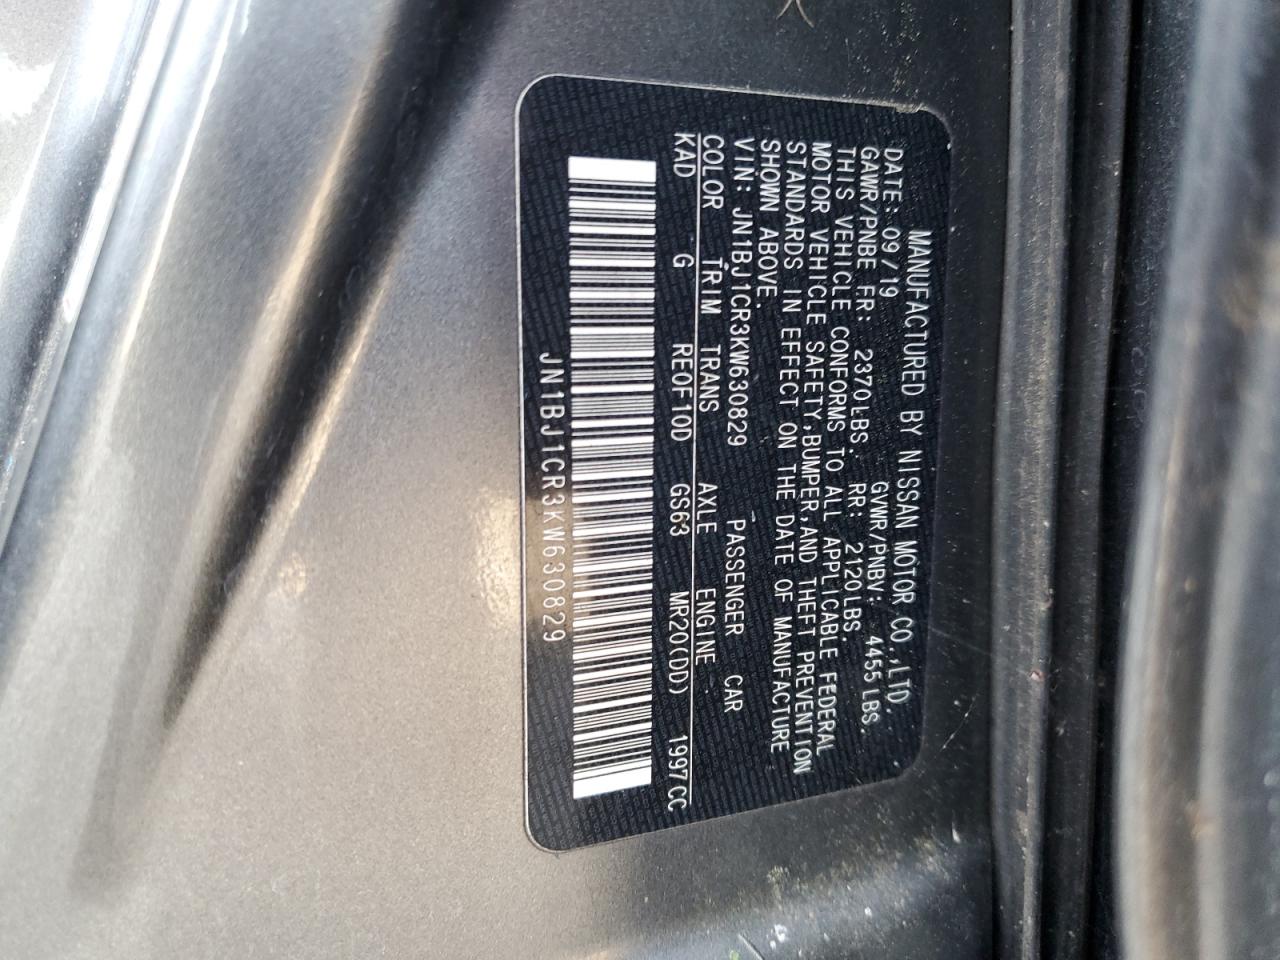 MANUFACTURED BY NISSAN MOTOR CO.,LTD.
DATE: 09/19 GVWR/PNBV: 4455 LBS.
GAWR/PNBE FR: 2370LBS. RR: 2120LBS.
THIS VEHICLE CONFORMS TO ALL APPLICABLE FEDERAL
MOTOR VEHICLE SAFETY,BUMPER,AND THEFT PREVENTION
STANDARDS IN EFFECT ON THE DATE OF MANUFACTURE
SHOWN ABOVE.
VIN: JN1BJ1CR3KW630829 PASSENGER CAR
COLOR TRIM TRANS AXLE ENGINE
KAD G RE0F10D GS63 MR20(DD) 1997CC
JN1BJ1CR3KW630829